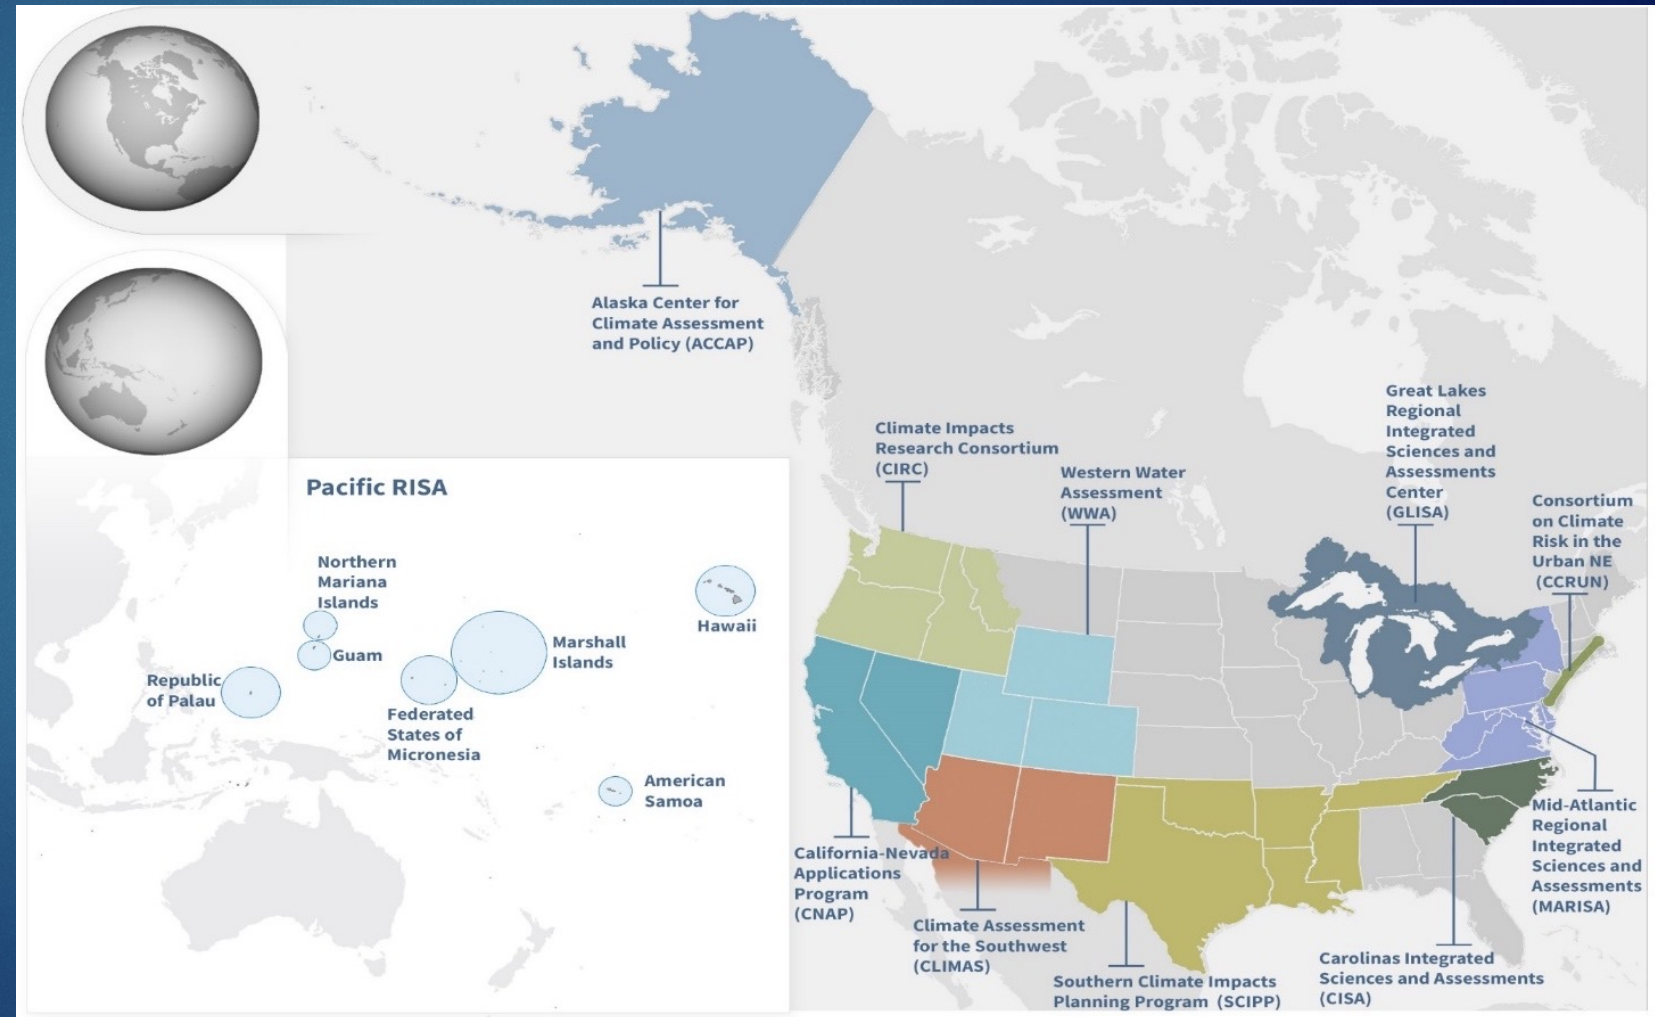 Alaska Center for
Climate Assessment
and Policy (ACCAP)
Great Lakes
Regional
Integrated
Sciences and
Assessments
Center
(GLISA)
Climate Impacts
Research Consortium
(CIRC)
Western Water
Assessment
(WWA)
Consortium
on Climate
Risk in the
Urban NE
(CCRUN)
Pacific RISA
Northern
Mariana
Islands
Guam
Republic
of Palau
Federated
States of
Micronesia
Marshall
Islands
Hawaii
American
Samoa
California-Nevada
Applications
Program
(CNAP)
Climate Assessment
for the Southwest
(CLIMAS)
Southern Climate Impacts
Planning Program (SCIPP)
Carolinas Integrated
Sciences and Assessments
(CISA)
Mid-Atlantic
Regional
Integrated
Sciences and
Assessments
(MARISA)